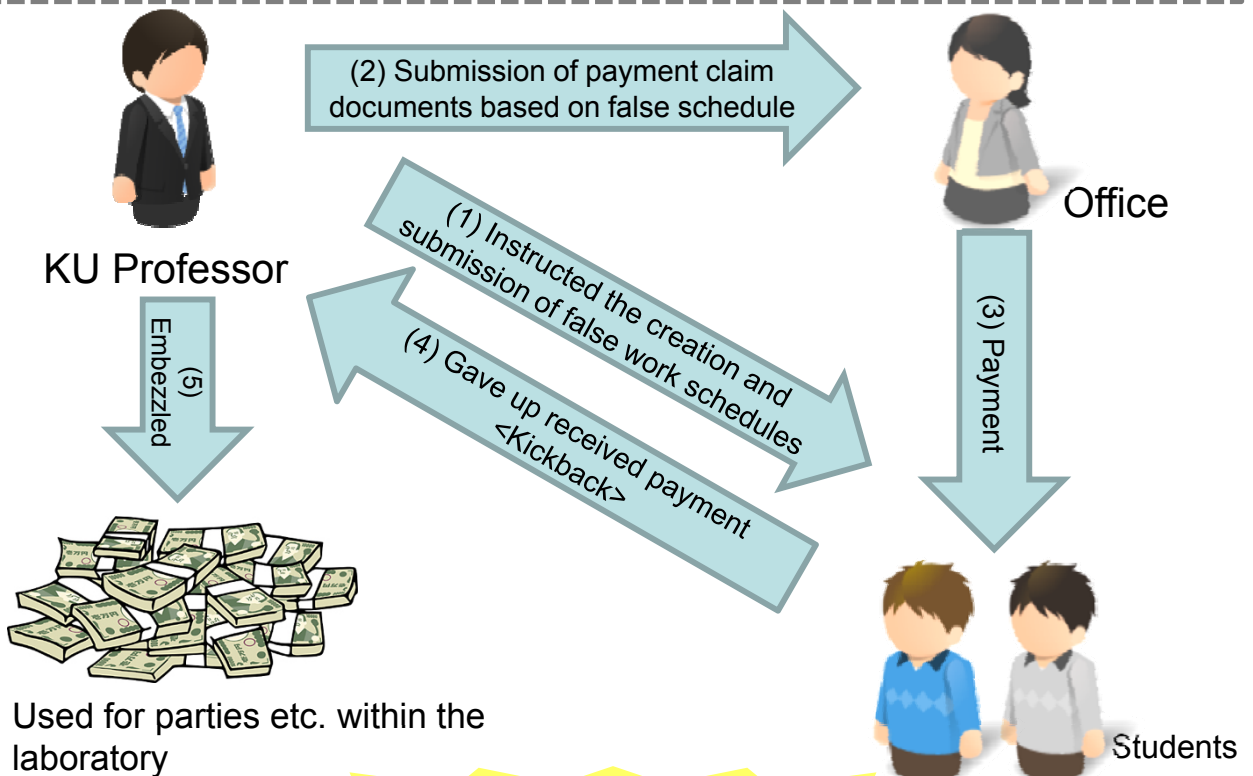 (2) Submission of payment claim
documents based on false schedule
Office
KU Professor
(1) Instructed the creation and
submission of false work schedules
(3) Payment
(4) Gave up received payment
<Kickback>
(5)
Embezzled
Used for parties etc. within the
laboratory
Students